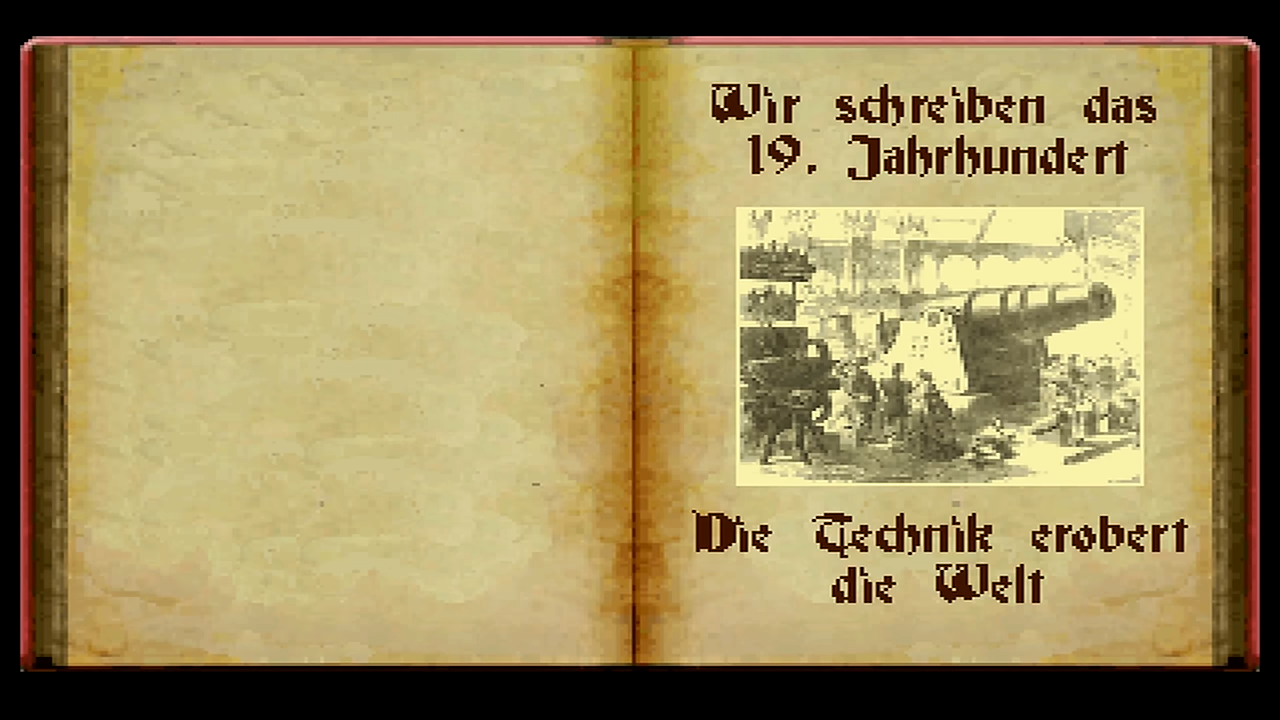 Wir schreiben das
19. Jahrhundert
Die Technik erobert
die Welt